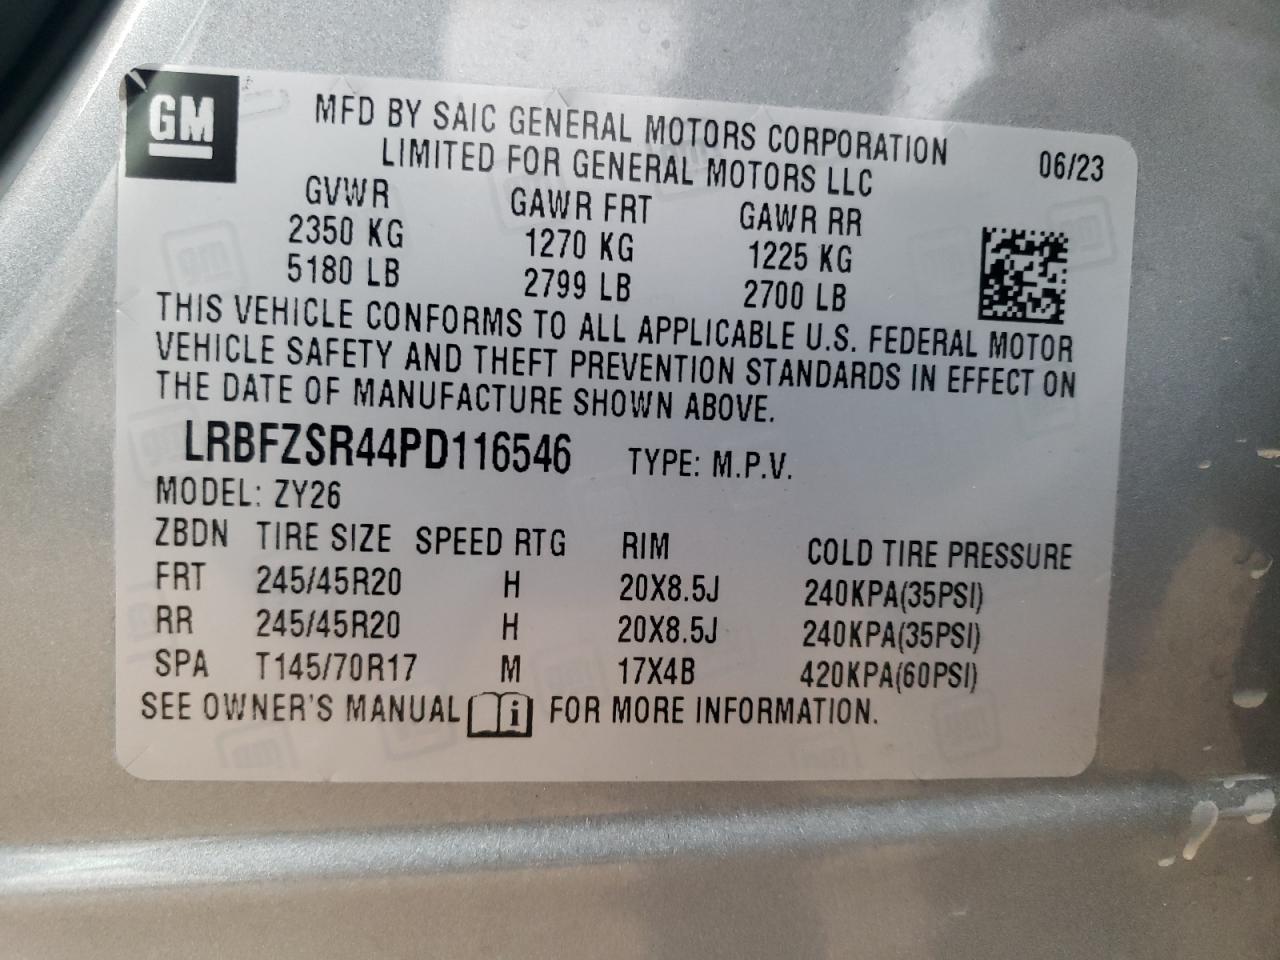 GM
MFD BY SAIC GENERAL MOTORS CORPORATION
LIMITED FOR GENERAL MOTORS LLC
06/23
GVWR GAWR FRT GAWR RR
2350 KG 1270 KG 1225 KG
5180 LB 2799 LB 2700 LB
THIS VEHICLE CONFORMS TO ALL APPLICABLE U.S. FEDERAL MOTOR
VEHICLE SAFETY AND THEFT PREVENTION STANDARDS IN EFFECT ON
THE DATE OF MANUFACTURE SHOWN ABOVE.
LRBFZSR44PD116546 TYPE: M.P.V.
MODEL: ZY26
ZBDN TIRE SIZE SPEED RTG RIM COLD TIRE PRESSURE
FRT 245/45R20 H 20X8.5J 240KPA(35PSI)
RR 245/45R20 H 20X8.5J 240KPA(35PSI)
SPA T145/70R17 M 17X4B 420KPA(60PSI)
SEE OWNER'S MANUAL i FOR MORE INFORMATION.